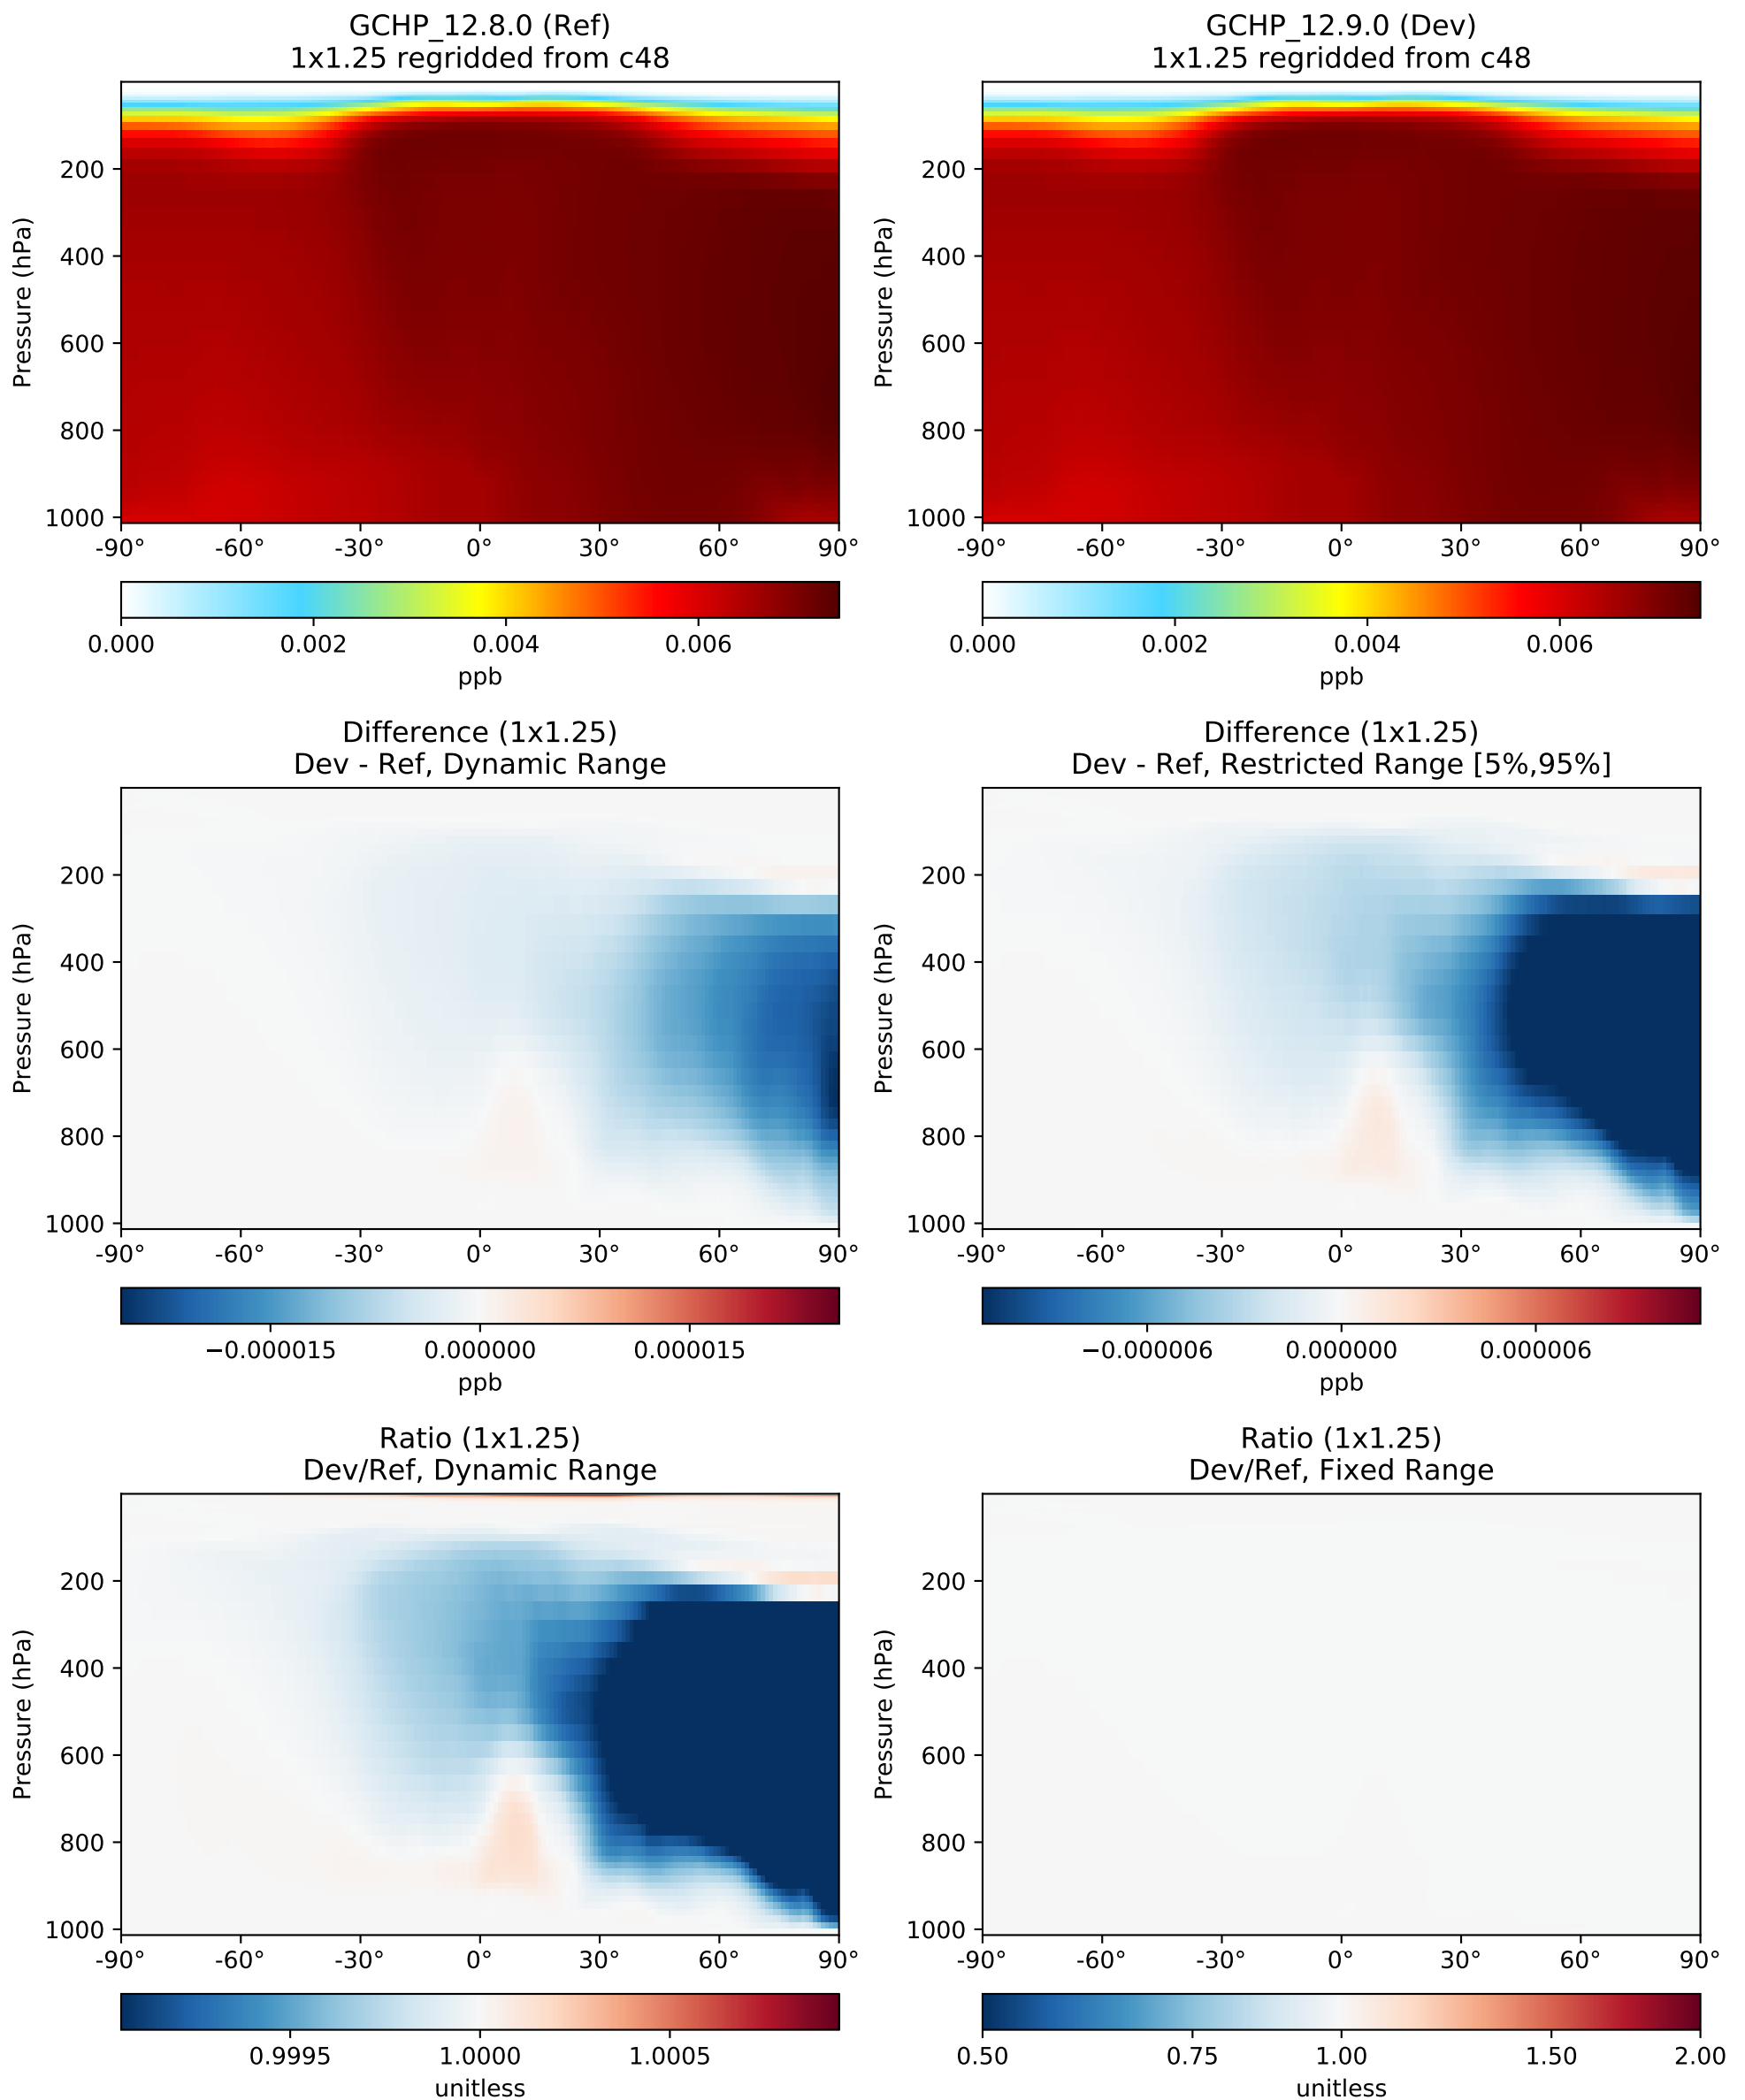 GCHP_12.8.0 (Ref)
1x1.25 regridded from c48
Pressure (hPa)
200
400
600
800
1000
-90° -60° -30° 0° 30° 60° 90°
0.000 0.002 0.004 0.006
ppb
GCHP_12.9.0 (Dev)
1x1.25 regridded from c48
Pressure (hPa)
200
400
600
800
1000
-90° -60° -30° 0° 30° 60° 90°
0.000 0.002 0.004 0.006
ppb
Difference (1x1.25)
Dev - Ref, Dynamic Range
Pressure (hPa)
200
400
600
800
1000
-90° -60° -30° 0° 30° 60° 90°
−0.000015 0.000000 0.000015
ppb
Difference (1x1.25)
Dev - Ref, Restricted Range [5%,95%]
Pressure (hPa)
200
400
600
800
1000
-90° -60° -30° 0° 30° 60° 90°
−0.000006 0.000000 0.000006
ppb
Ratio (1x1.25)
Dev/Ref, Dynamic Range
Pressure (hPa)
200
400
600
800
1000
-90° -60° -30° 0° 30° 60° 90°
0.9995 1.0000 1.0005
unitless
Ratio (1x1.25)
Dev/Ref, Fixed Range
Pressure (hPa)
200
400
600
800
1000
-90° -60° -30° 0° 30° 60° 90°
0.50 0.75 1.00 1.50 2.00
unitless